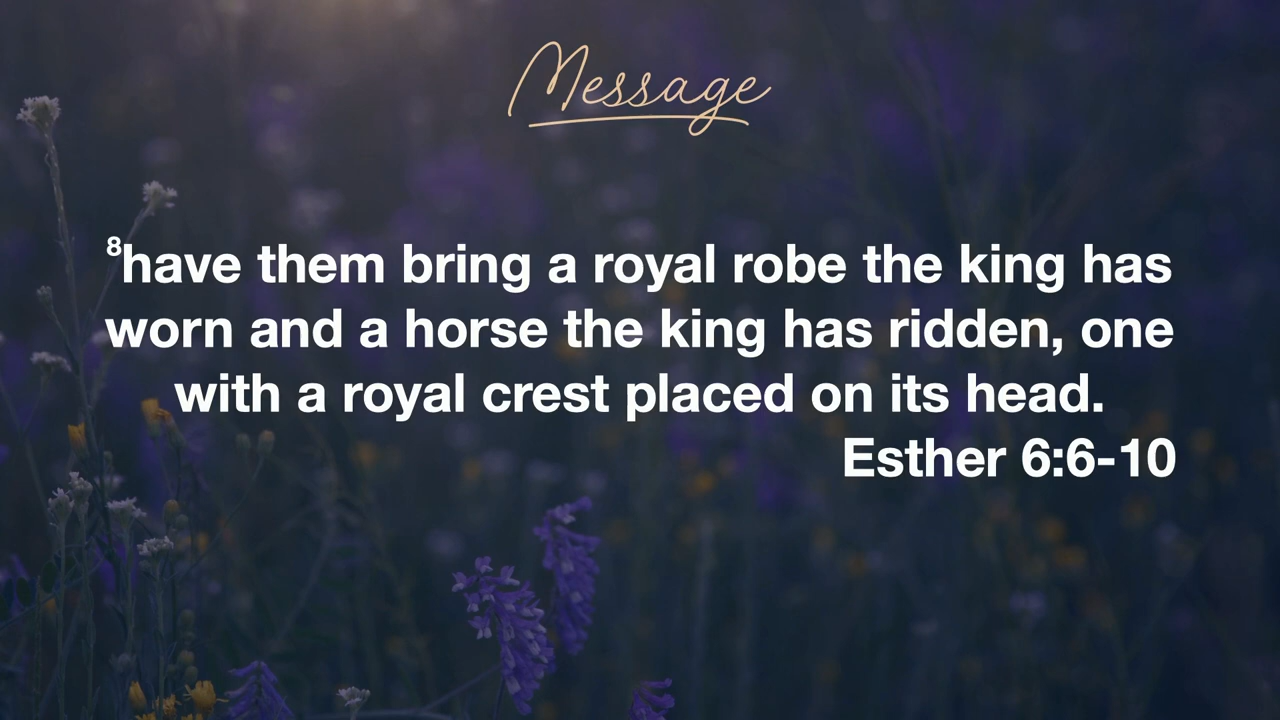 Message
⁸have them bring a royal robe the king has
worn and a horse the king has ridden, one
with a royal crest placed on its head.
Esther 6:6-10